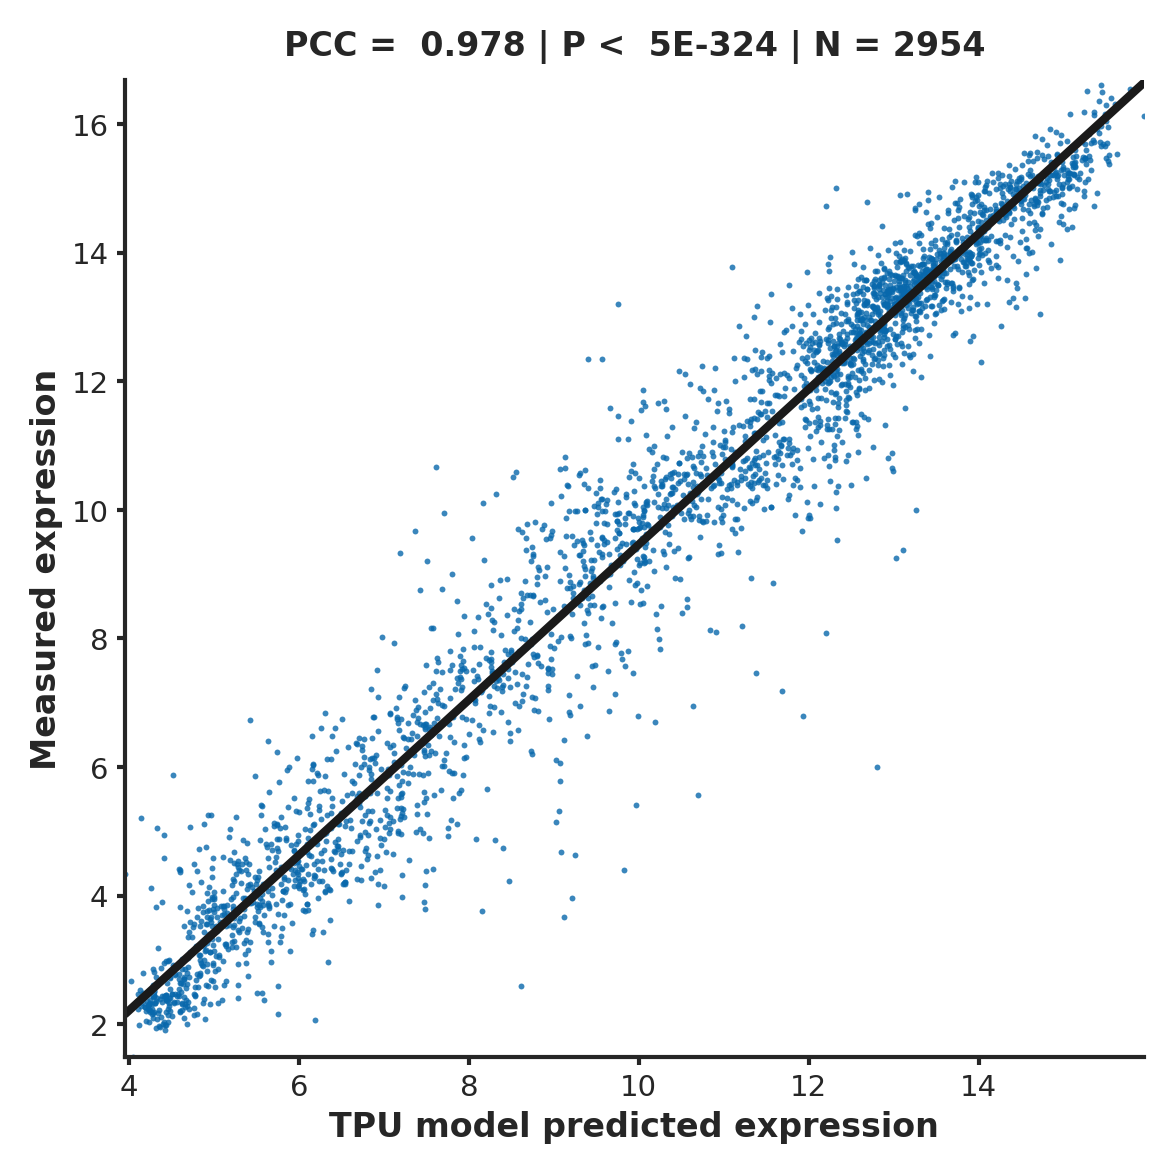 PCC =  0.978 | P <  5E-324 | N = 2954
16
14
12
10
8
6
4
2
Measured expression
4 6 8 10 12 14
TPU model predicted expression